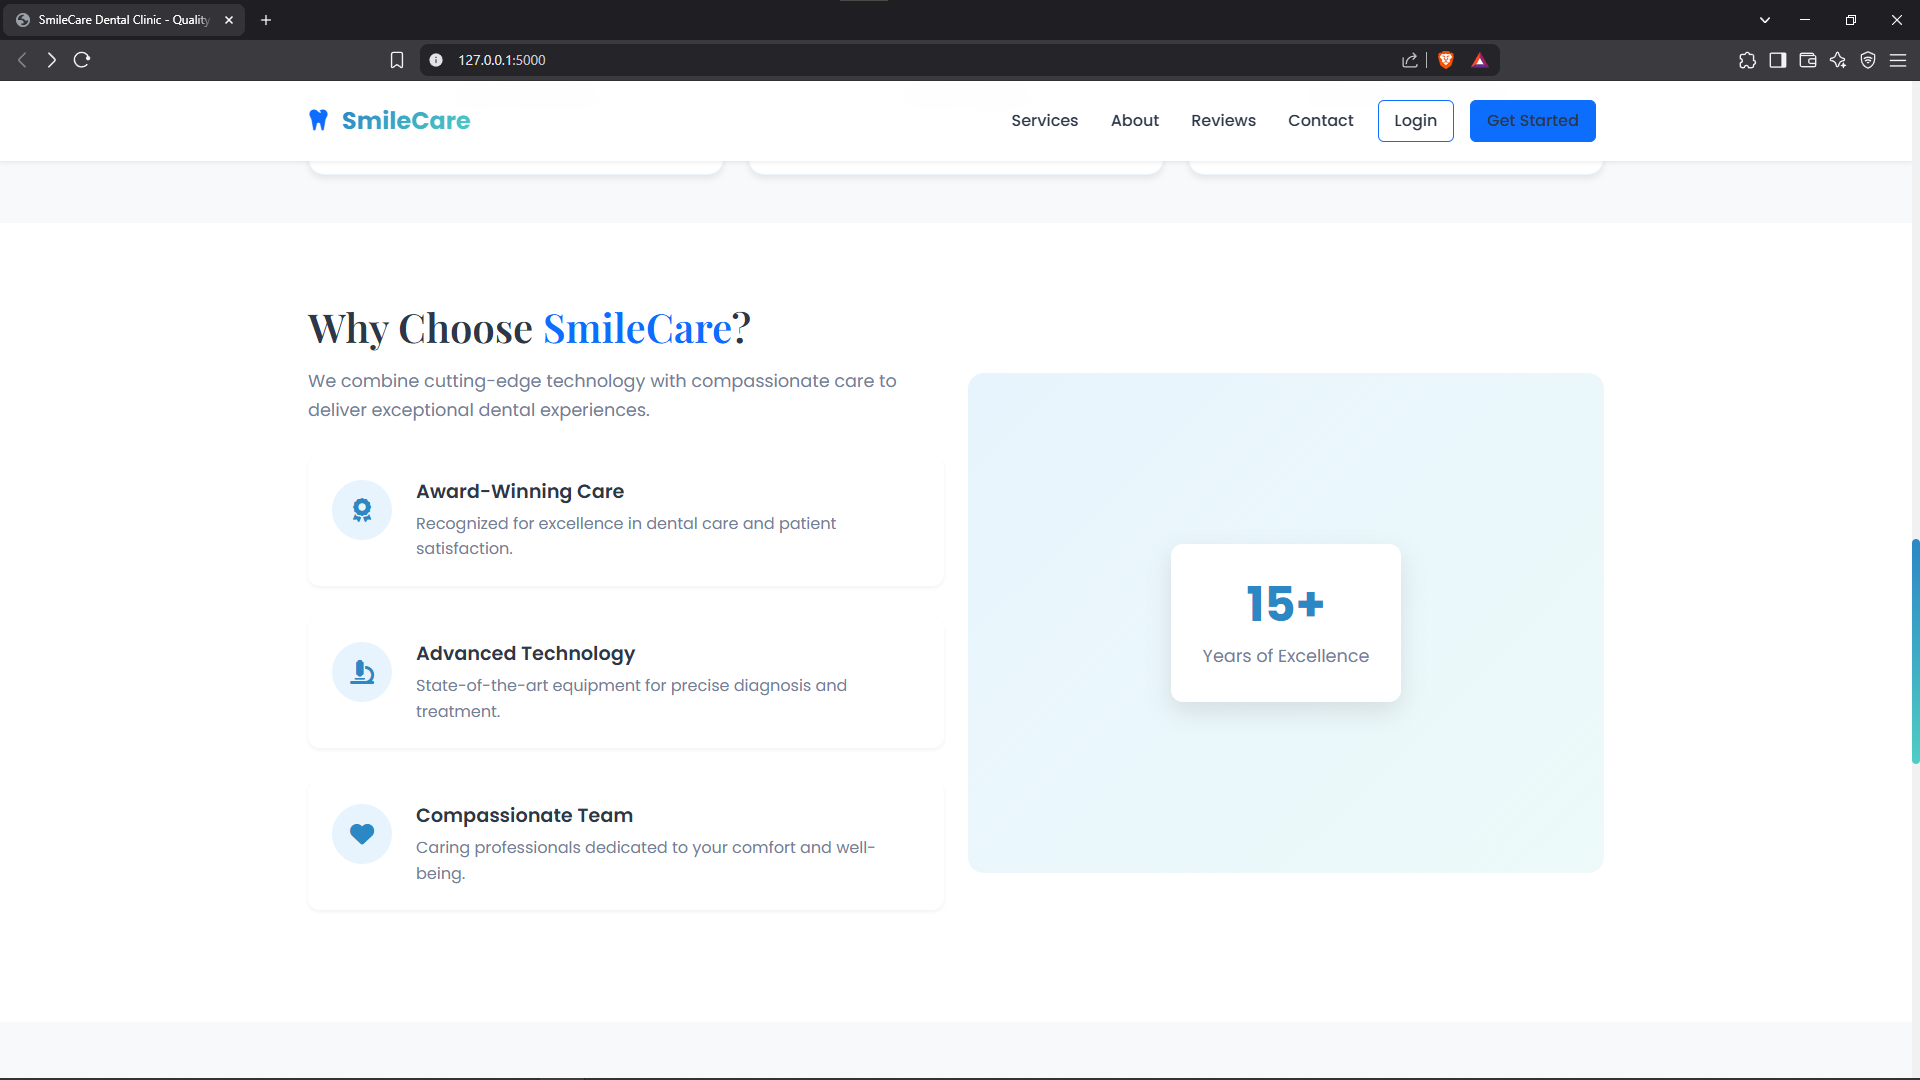 SmileCare Dental Clinic - Quality
127.0.0.1:5000
SmileCare
Services
About
Reviews
Contact
Login
Get Started
Why Choose SmileCare?
We combine cutting-edge technology with compassionate care to
deliver exceptional dental experiences.
Award-Winning Care
Recognized for excellence in dental care and patient
satisfaction.
Advanced Technology
State-of-the-art equipment for precise diagnosis and
treatment.
Compassionate Team
Caring professionals dedicated to your comfort and well-
being.
15+
Years of Excellence